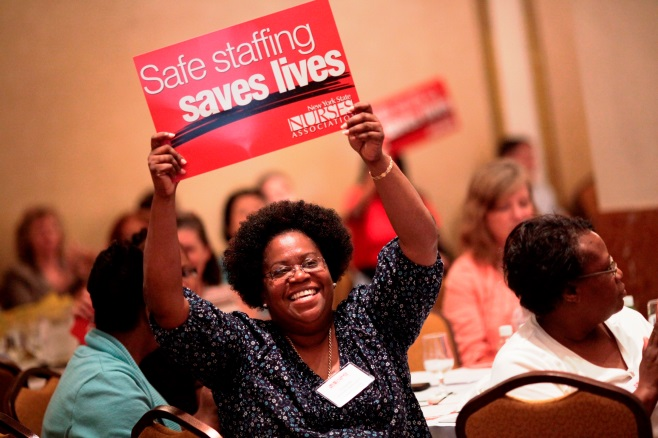 Safe staffing
saves lives
New York State
NURSES
ASSOCIATION